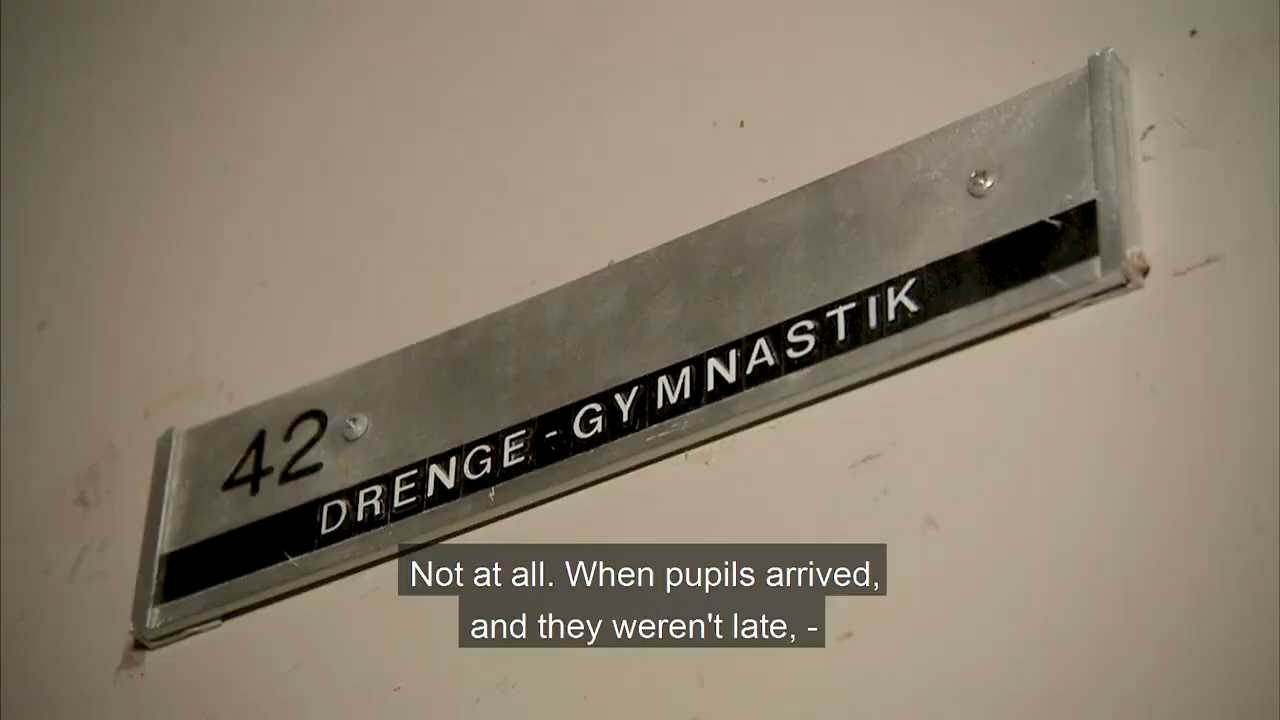 42
DRENGE-GYMNASTIK
Not at all. When pupils arrived,
and they weren't late, -